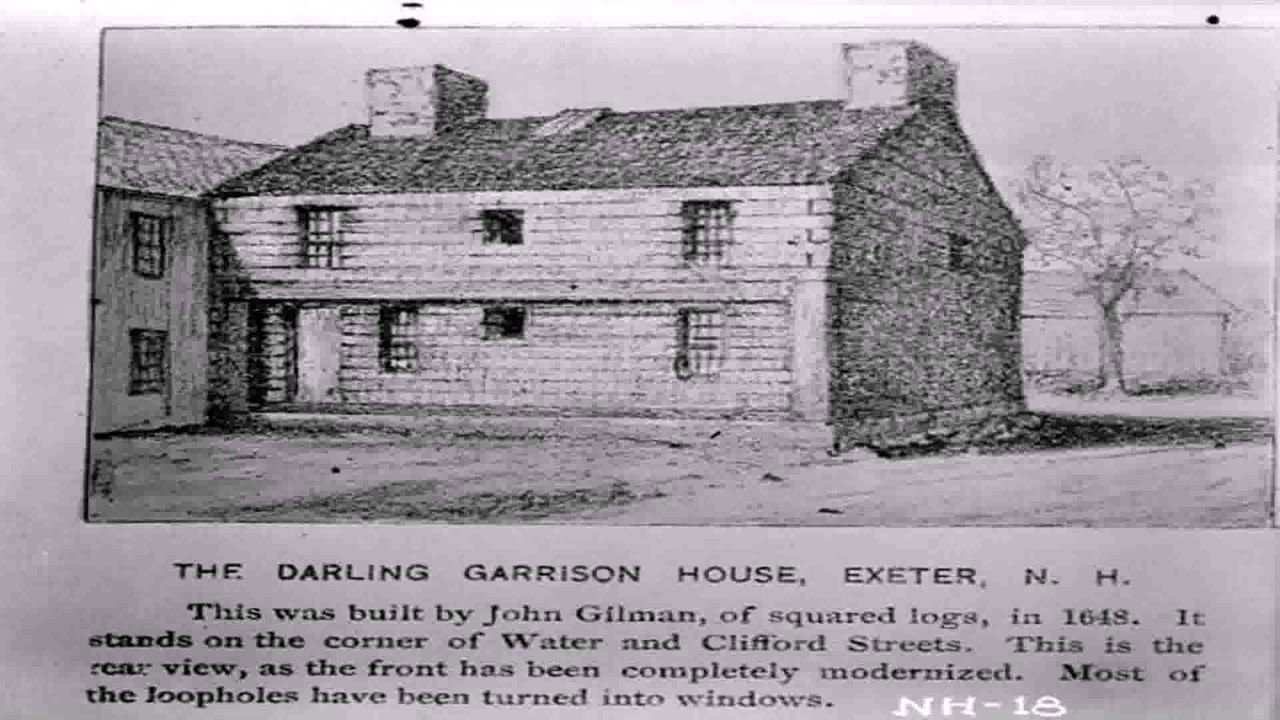 THE DARLING GARRISON HOUSE, EXETER, N. H.
This was built by John Gilman, of squared logs, in 1648. It
stands on the corner of Water and Clifford Streets. This is the
rear view, as the front has been completely modernized. Most of
the loopholes have been turned into windows.
NH-18